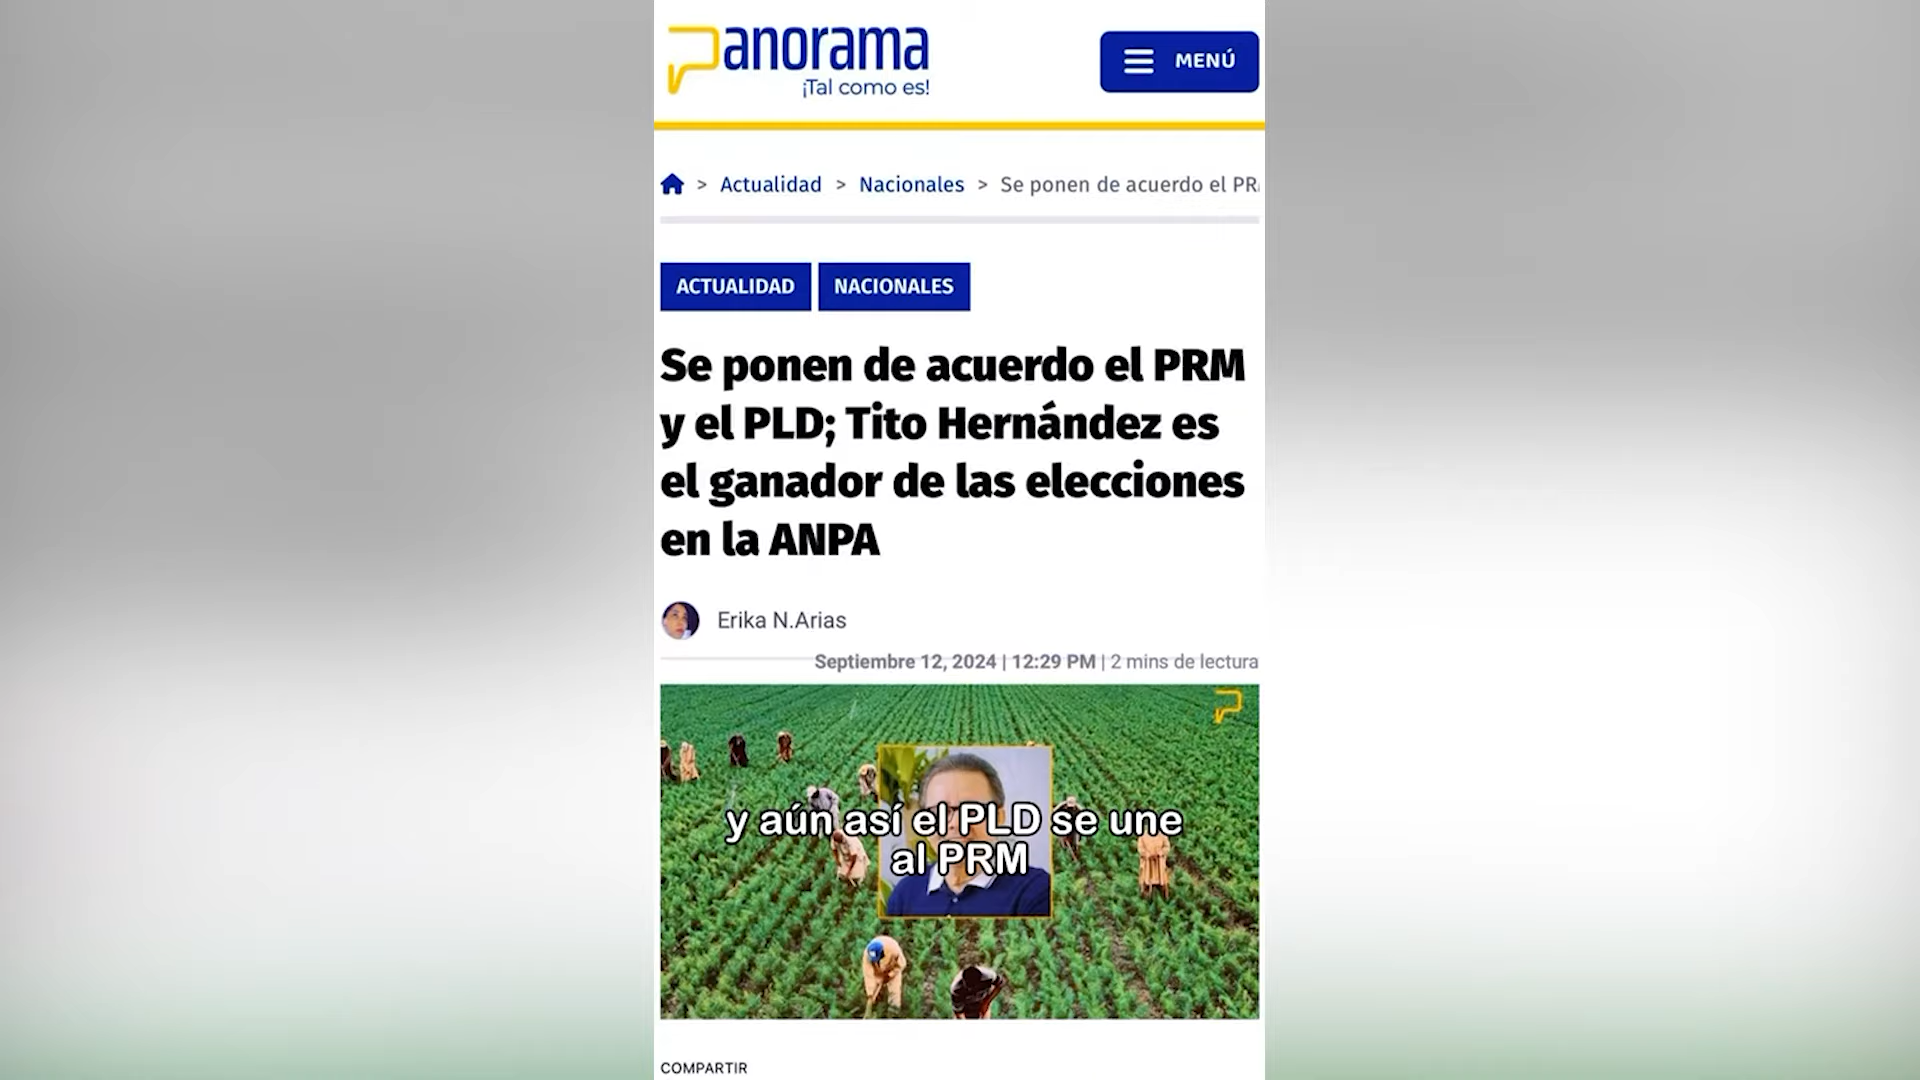 Panorama
¡Tal como es!
MENÚ
> Actualidad > Nacionales > Se ponen de acuerdo el PR
ACTUALIDAD NACIONALES
Se ponen de acuerdo el PRM
y el PLD; Tito Hernández es
el ganador de las elecciones
en la ANPA
Erika N.Arias
Septiembre 12, 2024 | 12:29 PM | 2 mins de lectura
y aún así el PLD se une
al PRM
COMPARTIR